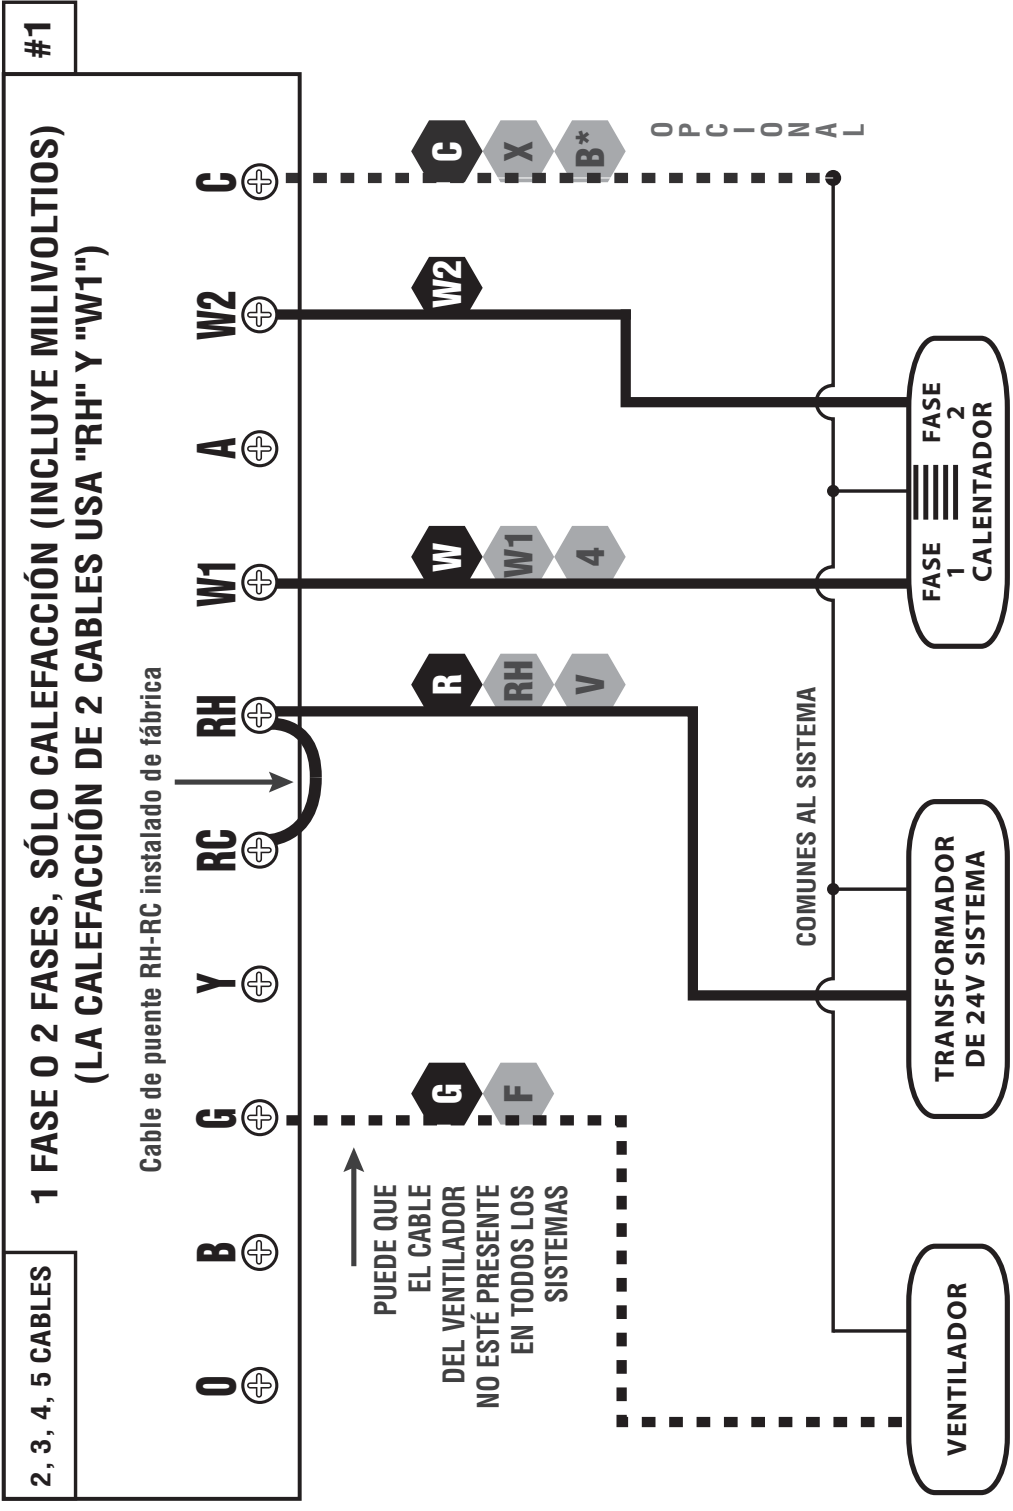 2, 3, 4, 5 CABLES
1 FASE O 2 FASES, SÓLO CALEFACCIÓN (INCLUYE MILIVOLTIOS)
(LA CALEFACCIÓN DE 2 CABLES USA "RH" Y "W1")
#1
Cable de puente RH-RC instalado de fábrica
O B G Y RC RH W1 A W2 C
PUEDE QUE
EL CABLE
DEL VENTILADOR
NO ESTÉ PRESENTE
EN TODOS LOS
SISTEMAS
G
F
R
RH
V
W
W1
4
W2
C
X
B*
OPCIONAL
COMUNES AL SISTEMA
VENTILADOR
TRANSFORMADOR
DE 24V SISTEMA
FASE
1
FASE
2
CALENTADOR